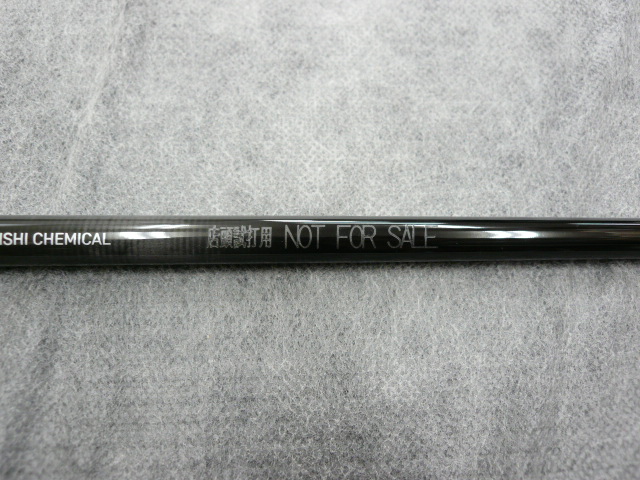 ISHI CHEMICAL 店頭試打用 NOT FOR SALE